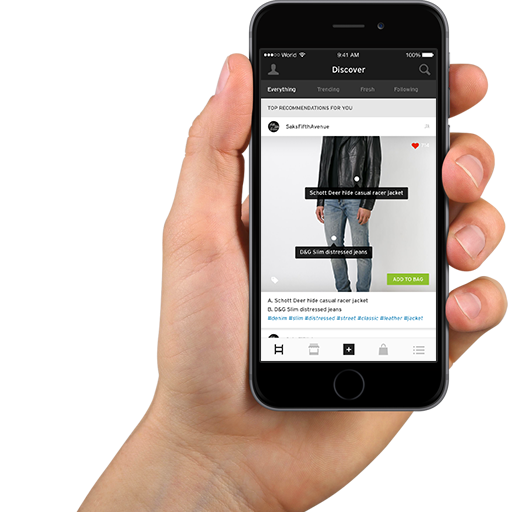 World 9:41 AM 100%
Discover
Everything Trending Fresh Following
TOP RECOMMENDATIONS FOR YOU
SaksFifthAvenue
Schott Deer hide casual racer jacket
D&G Slim distressed jeans
ADD TO BAG
A. Schott Deer hide casual racer jacket
B. D&G Slim distressed jeans
#denim #slim #distressed #street #classic #leather #jacket